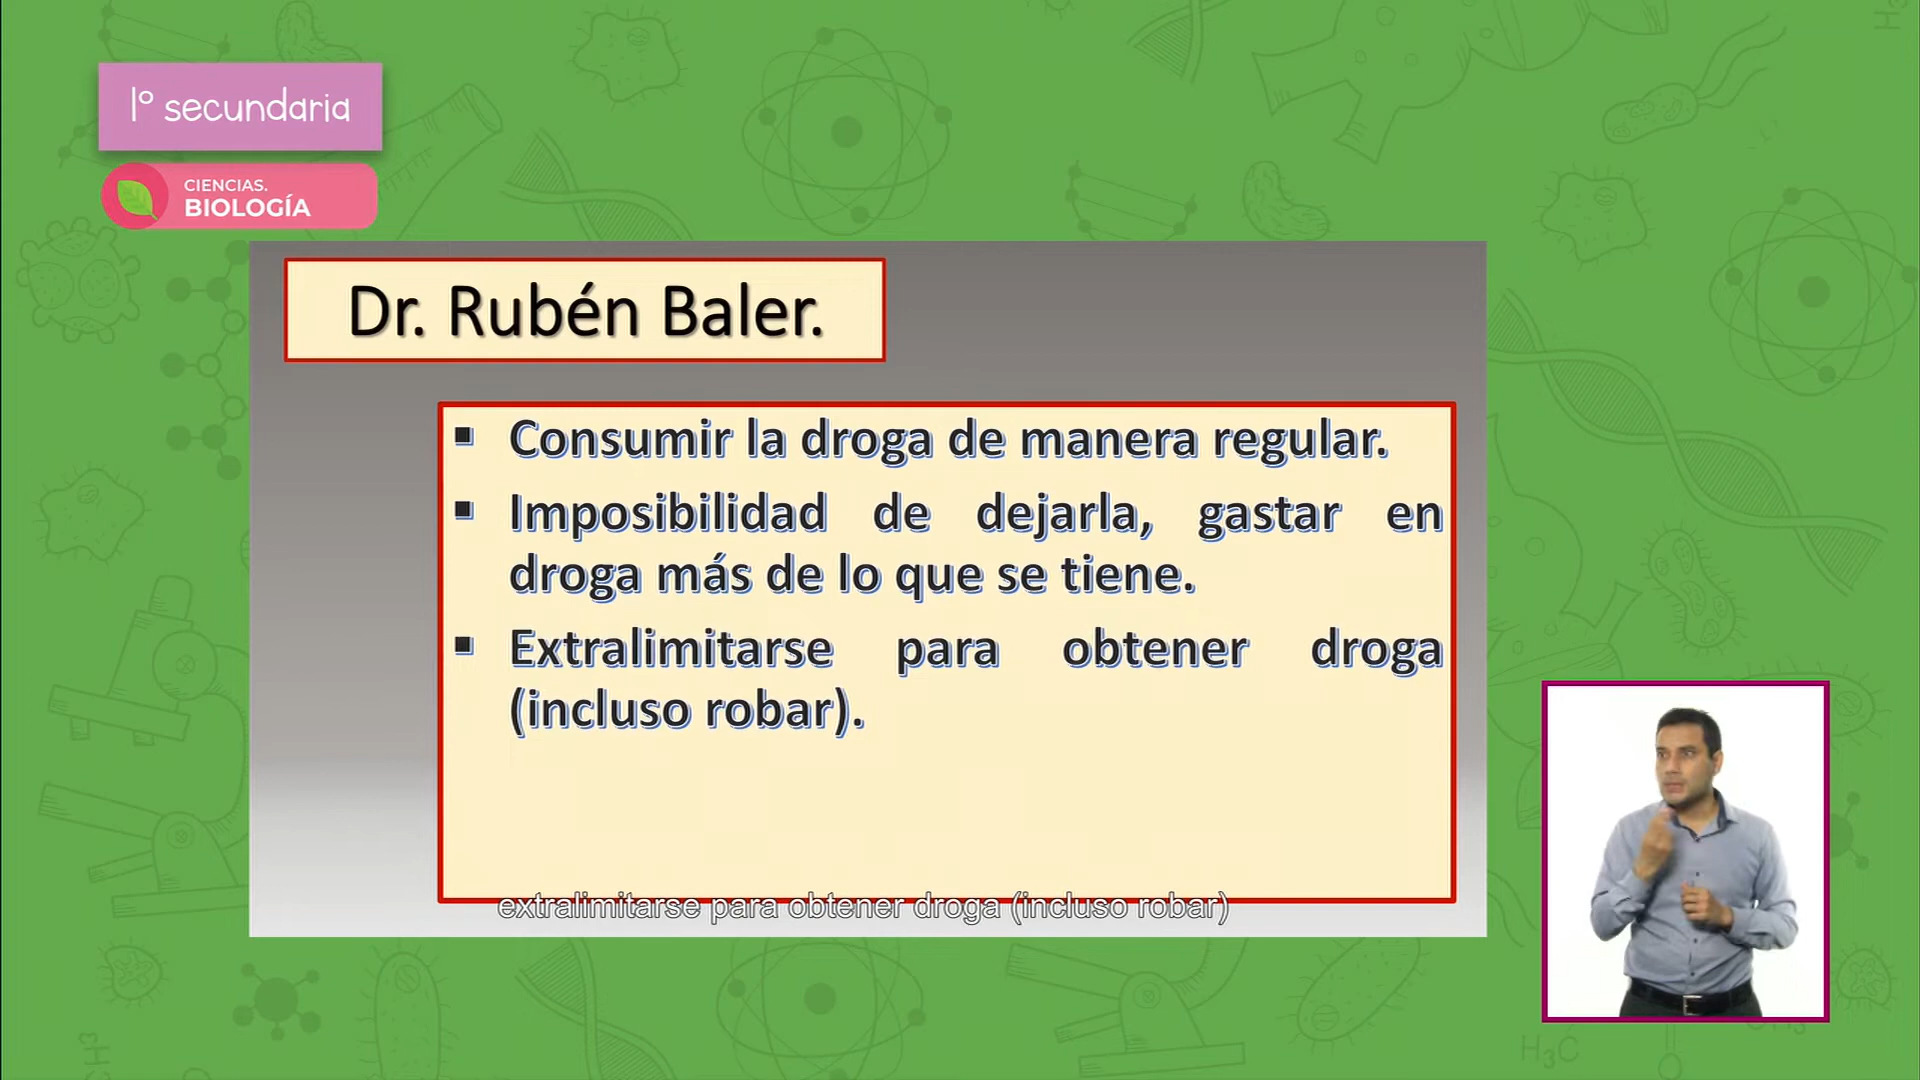 1° secundaria
CIENCIAS.
BIOLOGÍA
Dr. Rubén Baler.
▪ Consumir la droga de manera regular.
▪ Imposibilidad de dejarla, gastar en
droga más de lo que se tiene.
▪ Extralimitarse para obtener droga
(incluso robar).
extralimitarse para obtener droga (incluso robar)
H₃C